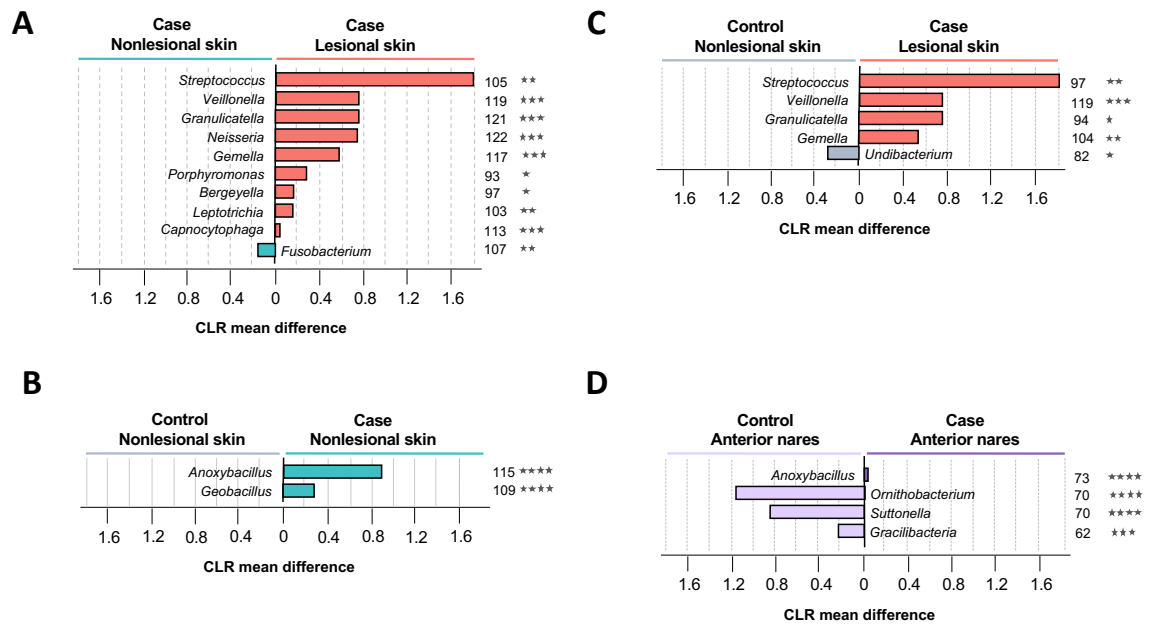 A
Case
Nonlesional skin
Case
Lesional skin
Streptococcus 105 ★★
Veillonella 119 ★★★
Granulicatella 121 ★★★
Neisseria 122 ★★★
Gemella 117 ★★★
Porphyromonas 93 ★
Bergeyella 97 ★
Leptotrichia 103 ★★
Capnocytophaga 113 ★★★
Fusobacterium 107 ★★
1.6 1.2 0.8 0.4 0 0.4 0.8 1.2 1.6
CLR mean difference
B
Control
Nonlesional skin
Case
Nonlesional skin
Anoxybacillus 115 ★★★★
Geobacillus 109 ★★★★
1.6 1.2 0.8 0.4 0 0.4 0.8 1.2 1.6
CLR mean difference
C
Control
Nonlesional skin
Case
Lesional skin
Streptococcus 97 ★★
Veillonella 119 ★★★
Granulicatella 94 ★
Gemella 104 ★★
Undibacterium 82 ★
1.6 1.2 0.8 0.4 0 0.4 0.8 1.2 1.6
CLR mean difference
D
Control
Anterior nares
Case
Anterior nares
Anoxybacillus 73 ★★★★
Ornithobacterium 70 ★★★★
Suttonella 70 ★★★★
Gracilibacteria 62 ★★★
1.6 1.2 0.8 0.4 0 0.4 0.8 1.2 1.6
CLR mean difference